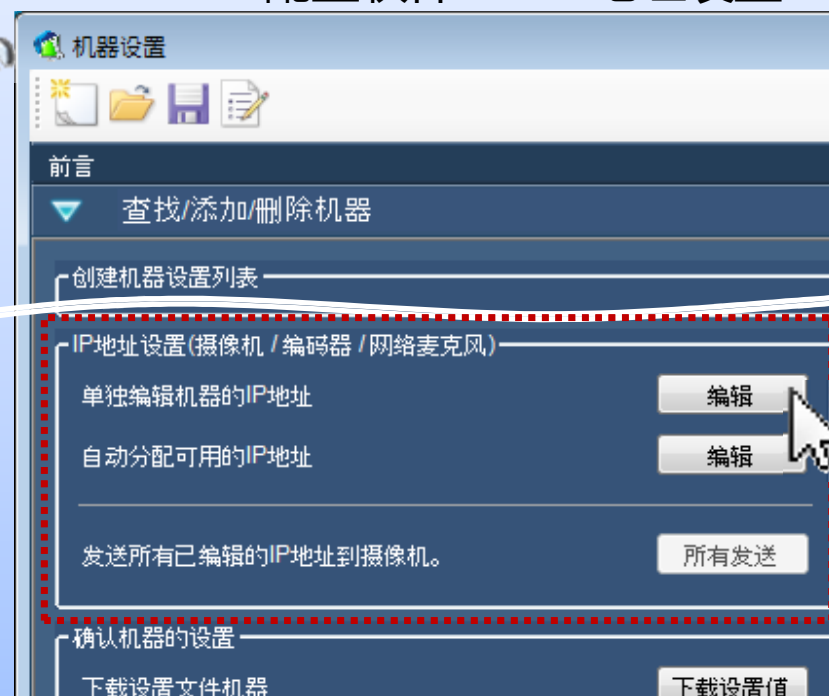 机器设置
前言
查找/添加/删除机器
创建机器设置列表
IP地址设置(摄像机 / 编码器 / 网络麦克风)
单独编辑机器的IP地址 编辑
自动分配可用的IP地址 编辑
发送所有已编辑的IP地址到摄像机。 所有发送
确认机器的设置
下载设置文件机器 下载设置值